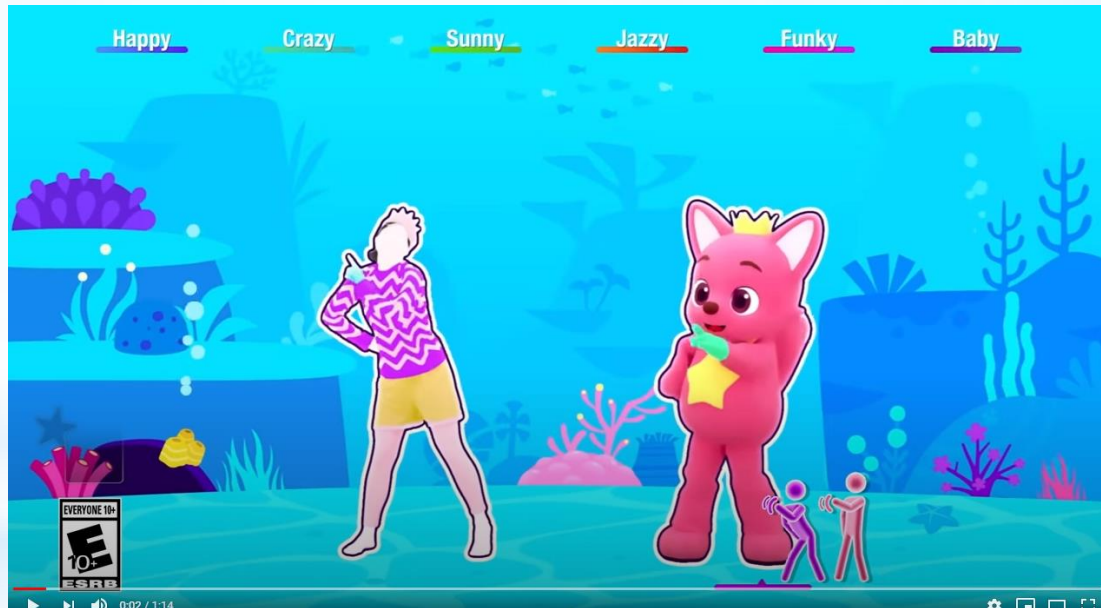 Happy Crazy Sunny Jazzy Funky Baby
EVERYONE 10+
E
10+
ESRB
0:02 / 1:14